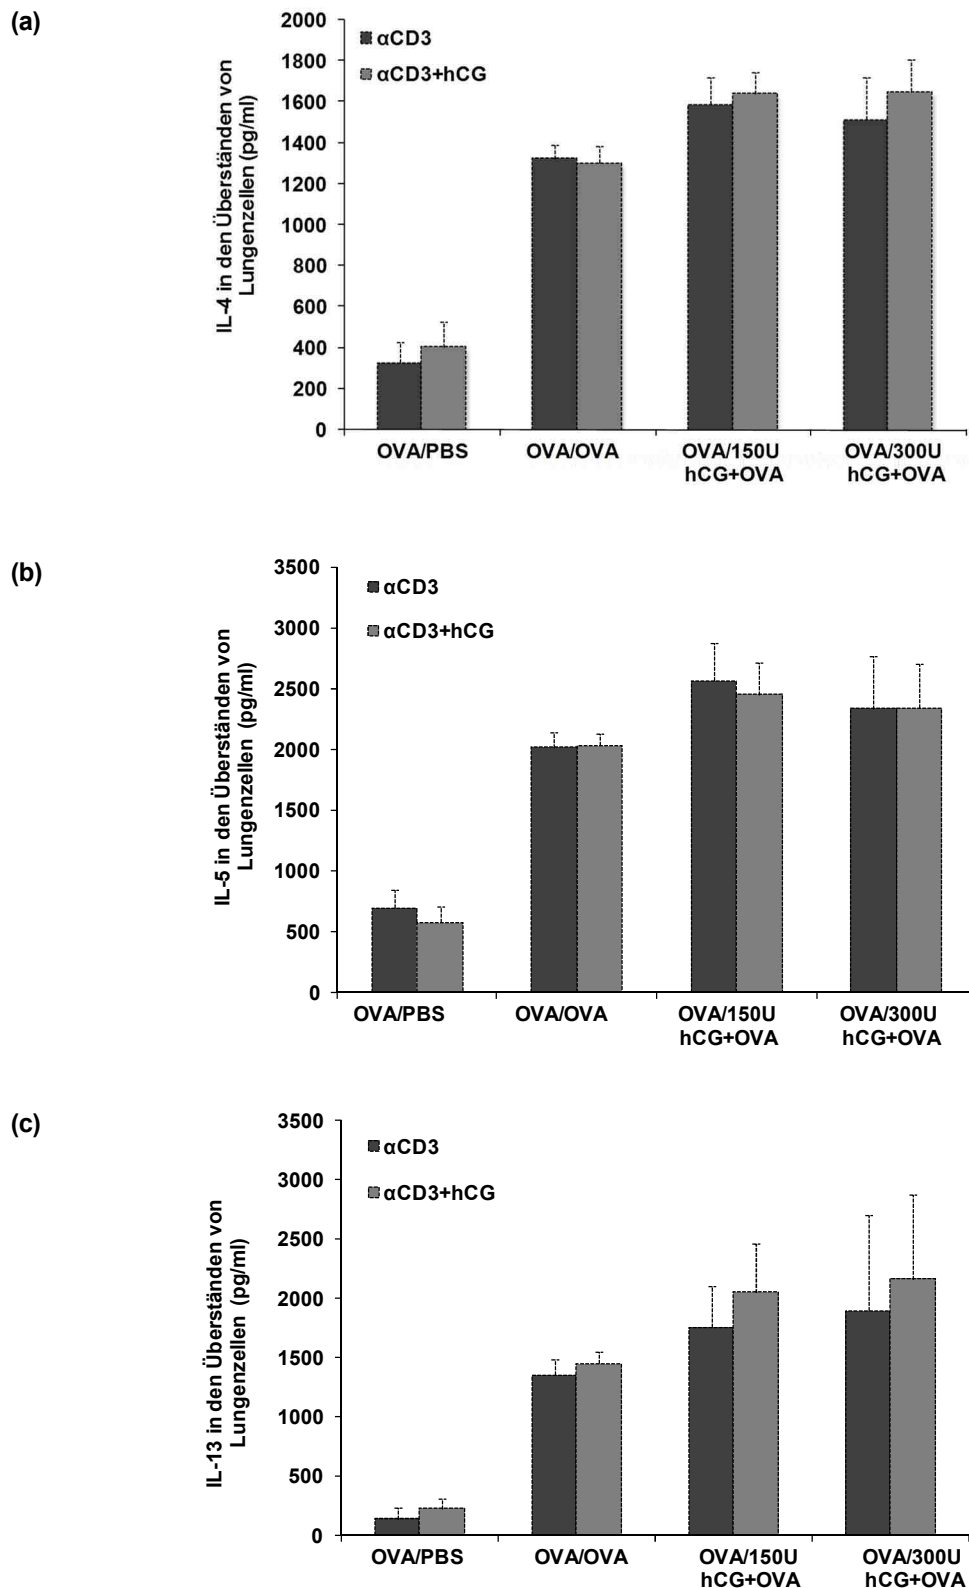 (a)
2000
1800
1600
1400
1200
1000
800
600
400
200
0
IL-4 in den Überständen von
Lungenzellen (pg/ml)
αCD3
αCD3+hCG
OVA/PBS
OVA/OVA
OVA/150U
hCG+OVA
OVA/300U
hCG+OVA
(b)
3500
3000
2500
2000
1500
1000
500
0
IL-5 in den Überständen von
Lungenzellen (pg/ml)
αCD3
αCD3+hCG
OVA/PBS
OVA/OVA
OVA/150U
hCG+OVA
OVA/300U
hCG+OVA
(c)
3500
3000
2500
2000
1500
1000
500
0
IL-13 in den Überständen von
Lungenzellen (pg/ml)
αCD3
αCD3+hCG
OVA/PBS
OVA/OVA
OVA/150U
hCG+OVA
OVA/300U
hCG+OVA